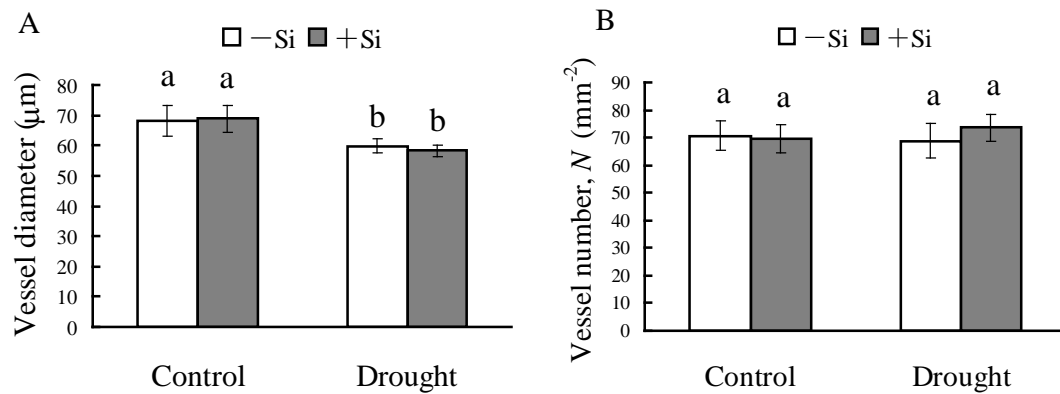 A
−Si +Si
Vessel diameter (μm)
80
70
60
50
40
30
20
10
0
a a
b b
Control Drought
B
−Si +Si
Vessel number, N (mm-2)
90
80
70
60
50
40
30
20
10
0
a a
a a
Control Drought